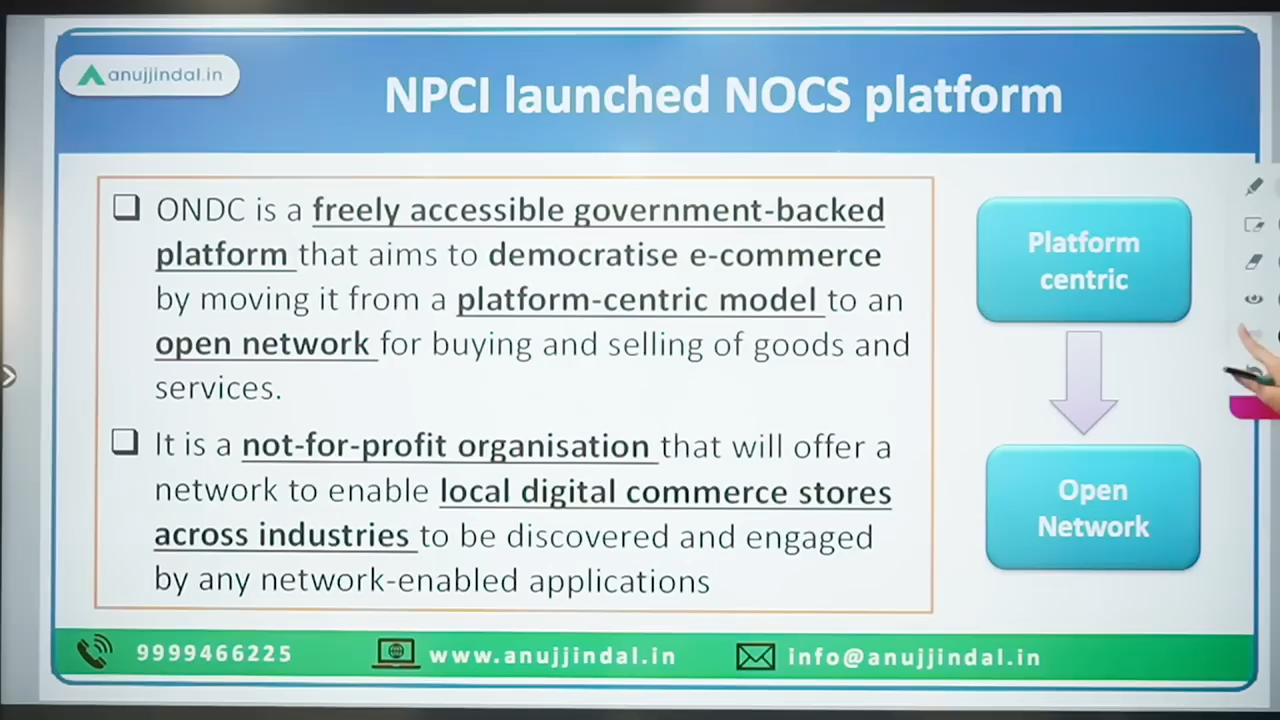 anujjindal.in
NPCI launched NOCS platform
ONDC is a freely accessible government-backed
platform that aims to democratise e-commerce
by moving it from a platform-centric model to an
open network for buying and selling of goods and
services.
It is a not-for-profit organisation that will offer a
network to enable local digital commerce stores
across industries to be discovered and engaged
by any network-enabled applications
Platform
centric
Open
Network
9999466225
www.anujjindal.in
info@anujjindal.in